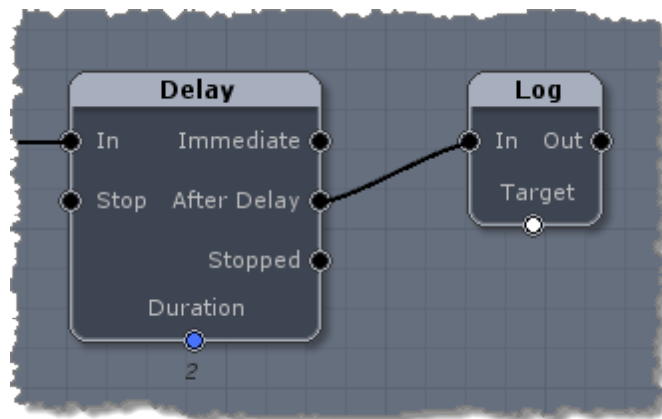 Delay
In Immediate
Stop After Delay
Stopped
Duration
2
Log
In Out
Target